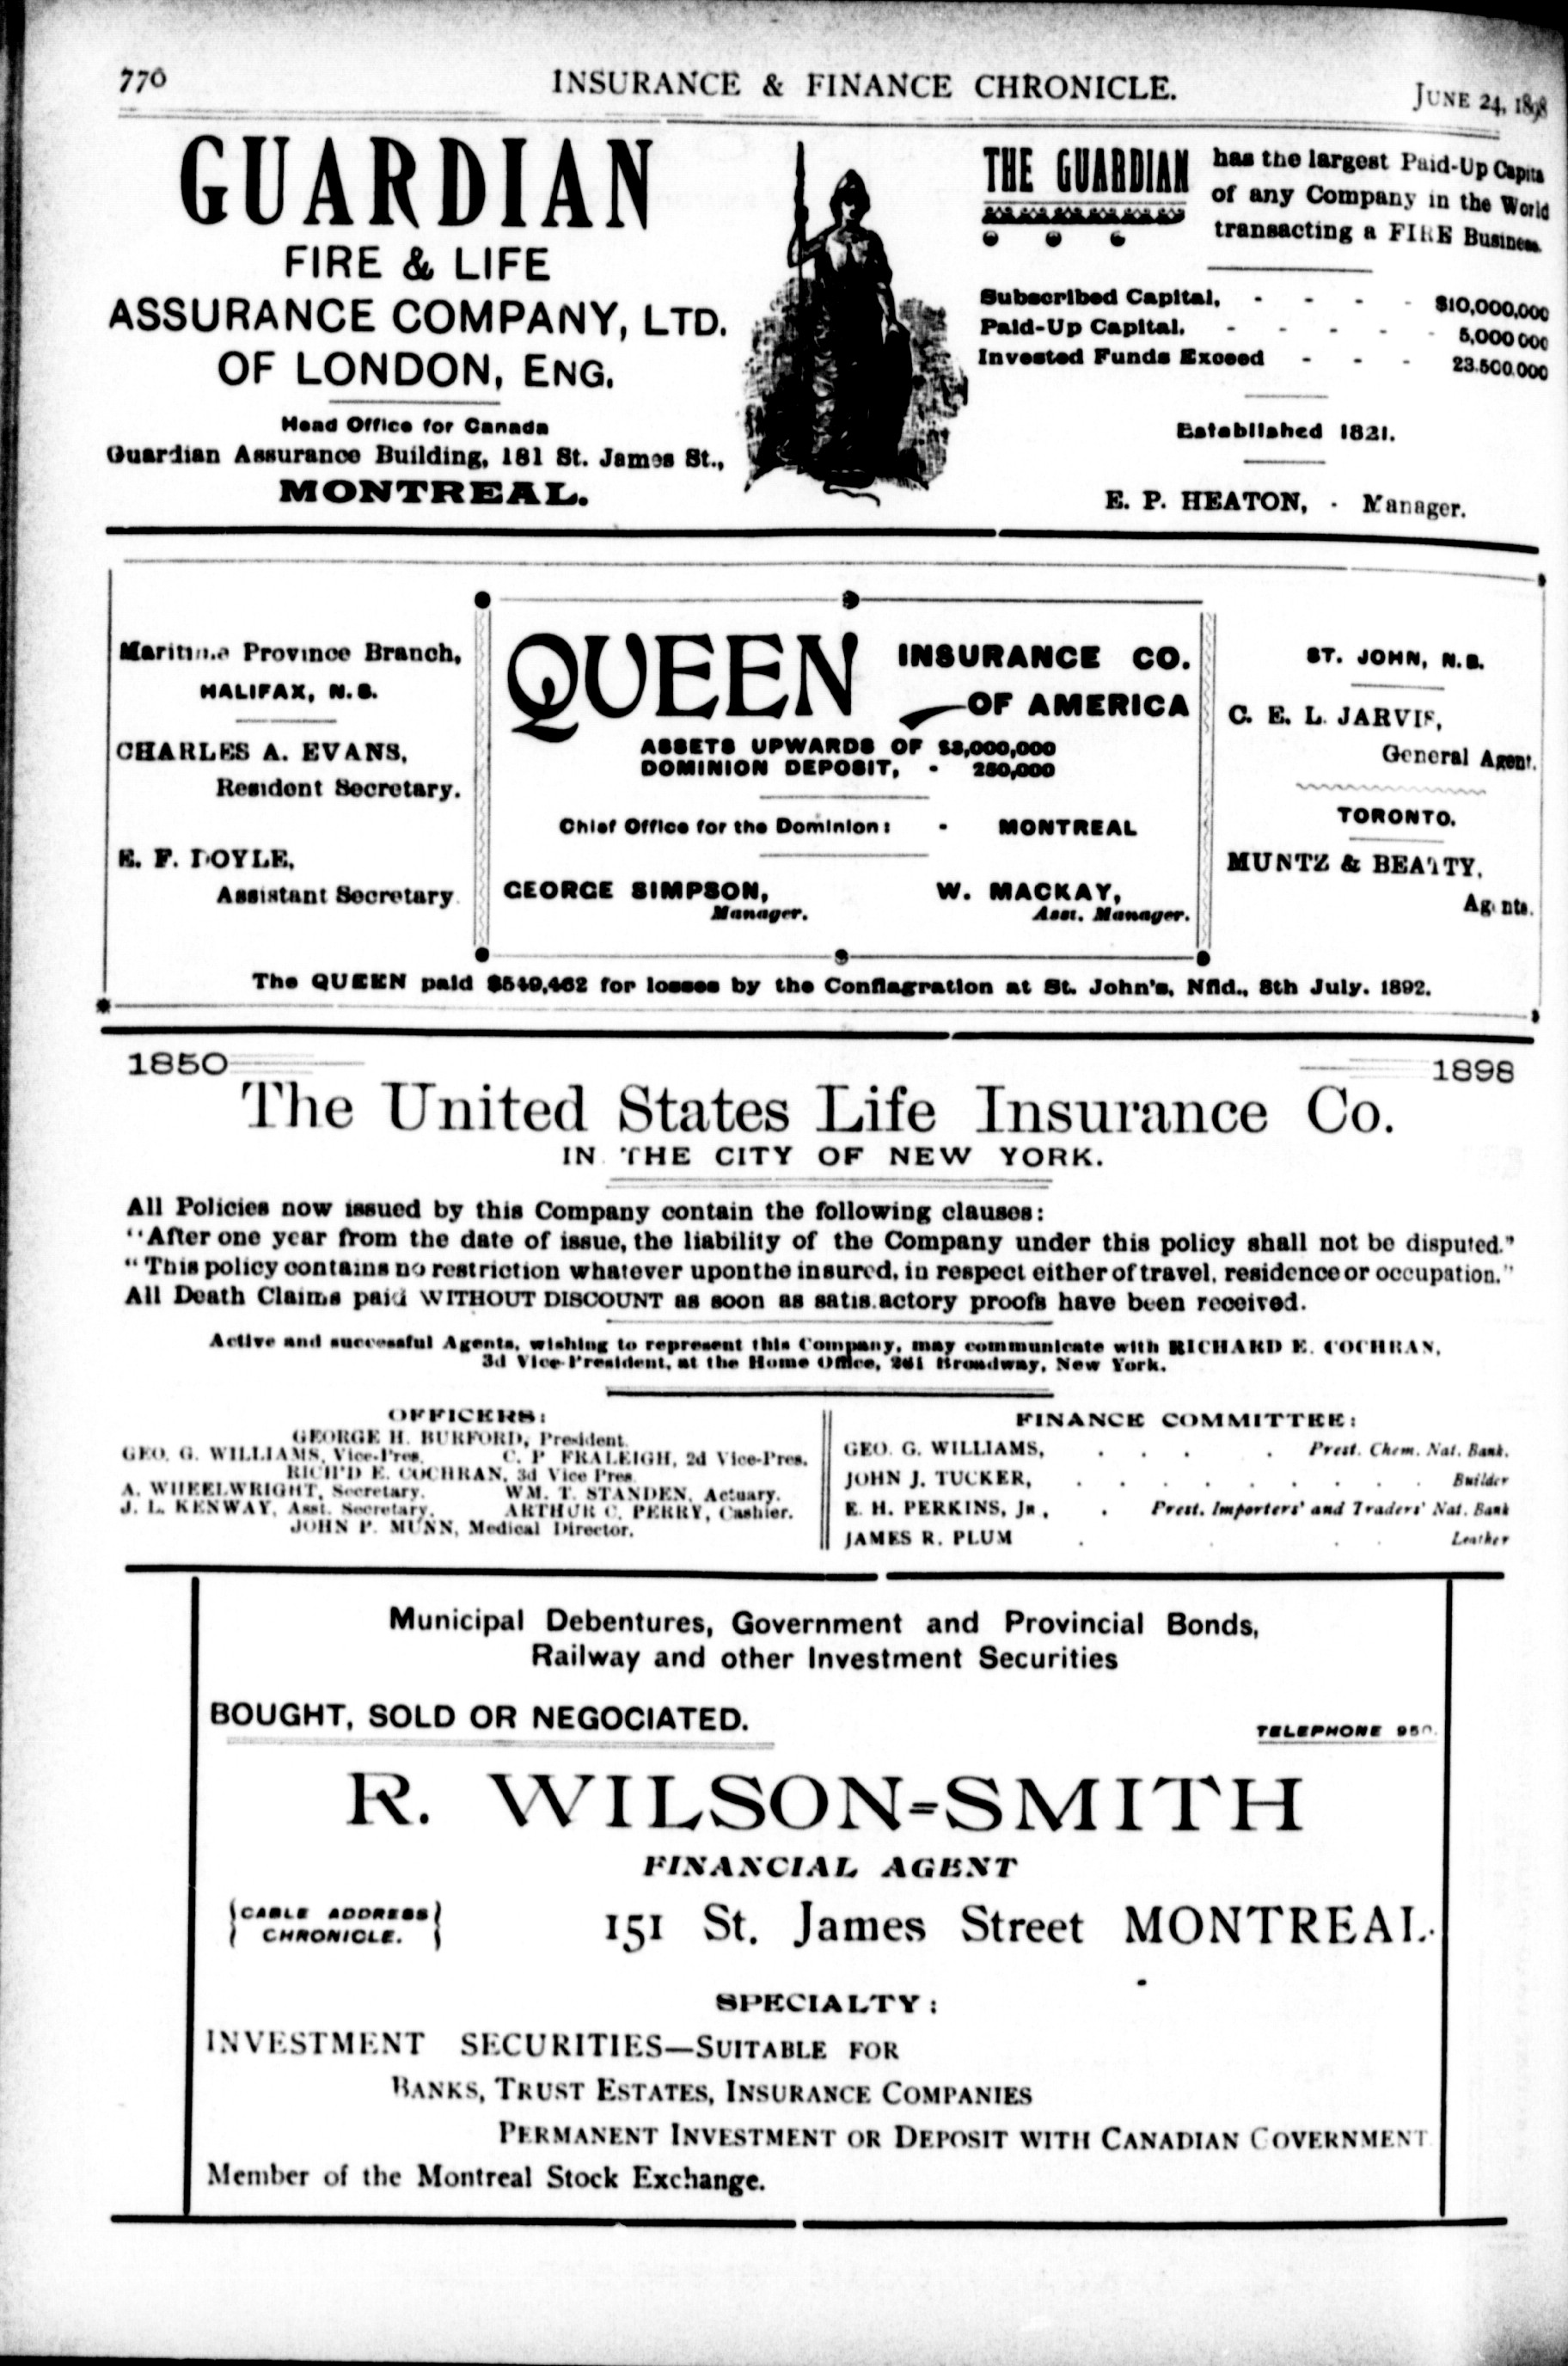 770 INSURANCE & FINANCE CHRONICLE. JUNE 24, 1898
GUARDIAN
FIRE & LIFE
ASSURANCE COMPANY, LTD.
OF LONDON, ENG.
Head Office for Canada
Guardian Assurance Building, 181 St. James St.,
MONTREAL.
THE GUARDIAN has the largest Paid-Up Capital
of any Company in the World
transacting a FIRE Business.
Subscribed Capital, - - - - $10,000,000
Paid-Up Capital, - - - - - 5,000 000
Invested Funds Exceed - - - 23.500.000
Established 1821.
E. P. HEATON, - Manager.
Maritime Province Branch,
HALIFAX, N.S.
CHARLES A. EVANS,
Resident Secretary.
E. F. DOYLE,
Assistant Secretary
QUEEN INSURANCE CO.
OF AMERICA
ASSETS UPWARDS OF $3,000,000
DOMINION DEPOSIT, - 250,000
Chief Office for the Dominion: - MONTREAL
GEORGE SIMPSON,
Manager.
W. MACKAY,
Asst. Manager.
ST. JOHN, N.B.
C. E. L. JARVIS,
General Agent.
TORONTO.
MUNTZ & BEATTY,
Agents.
The QUEEN paid $549,462 for losses by the Conflagration at St. John's, Nfld., 8th July. 1892.
1850 1898
The United States Life Insurance Co.
IN THE CITY OF NEW YORK.
All Policies now issued by this Company contain the following clauses:
"After one year from the date of issue, the liability of the Company under this policy shall not be disputed."
"This policy contains no restriction whatever upon the insured, in respect either of travel, residence or occupation."
All Death Claims paid WITHOUT DISCOUNT as soon as satisfactory proofs have been received.
Active and successful Agents, wishing to represent this Company, may communicate with RICHARD E. COCHRAN,
3d Vice-President, at the Home Office, 261 Broadway, New York.
OFFICERS:
GEORGE H. BURFORD, President.
GEO. G. WILLIAMS, Vice-Pres. C. P. FRALEIGH, 2d Vice-Pres.
RICH'D E. COCHRAN, 3d Vice Pres.
A. WHEELWRIGHT, Secretary. WM. T. STANDEN, Actuary.
J. L. KENWAY, Asst. Secretary. ARTHUR C. PERRY, Cashier.
JOHN P. MUNN, Medical Director.
FINANCE COMMITTEE:
GEO. G. WILLIAMS, . . . . Prest. Chem. Nat. Bank.
JOHN J. TUCKER, . . . . . . . . . Builder
E. H. PERKINS, JR., . Prest. Importers' and Traders' Nat. Bank
JAMES R. PLUM . . . . Leather
Municipal Debentures, Government and Provincial Bonds,
Railway and other Investment Securities
BOUGHT, SOLD OR NEGOCIATED.
TELEPHONE 950.
R. WILSON=SMITH
FINANCIAL AGENT
CABLE ADDRESS
CHRONICLE.
151 St. James Street MONTREAL.
SPECIALTY:
INVESTMENT SECURITIES—SUITABLE FOR
BANKS, TRUST ESTATES, INSURANCE COMPANIES
PERMANENT INVESTMENT OR DEPOSIT WITH CANADIAN GOVERNMENT
Member of the Montreal Stock Exchange.